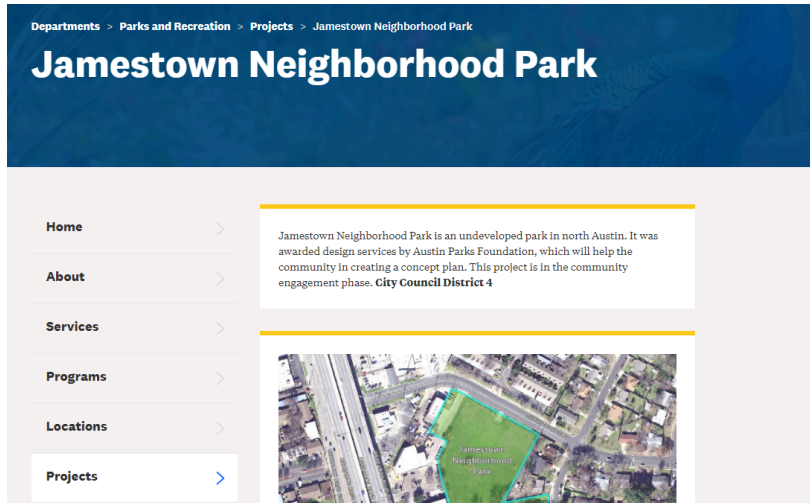 Departments > Parks and Recreation > Projects > Jamestown Neighborhood Park
Jamestown Neighborhood Park
Home
About
Services
Programs
Locations
Projects
Jamestown Neighborhood Park is an undeveloped park in north Austin. It was
awarded design services by Austin Parks Foundation, which will help the
community in creating a concept plan. This project is in the community
engagement phase. City Council District 4
Jamestown
Neighborhood
Park